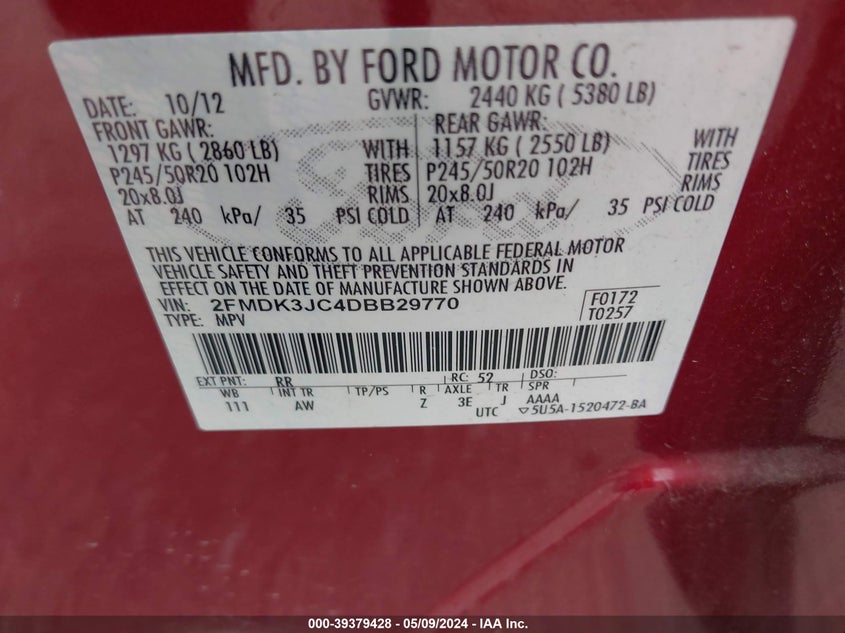 MFD. BY FORD MOTOR CO.
DATE: 10/12 GVWR: 2440 KG ( 5380 LB)
FRONT GAWR: REAR GAWR:
1297 KG ( 2860 LB) WITH 1157 KG ( 2550 LB) WITH
P245/50R20 102H TIRES P245/50R20 102H TIRES
20x8.0J RIMS 20x8.0J RIMS
AT 240 kPa/ 35 PSI COLD AT 240 kPa/ 35 PSI COLD
THIS VEHICLE CONFORMS TO ALL APPLICABLE FEDERAL MOTOR
VEHICLE SAFETY AND THEFT PREVENTION STANDARDS IN
EFFECT ON THE DATE OF MANUFACTURE SHOWN ABOVE.
VIN: 2FMDK3JC4DBB29770 F0172
TYPE: MPV T0257
EXT PNT: RR RC: 52 DSO:
WB INT TR TP/PS R AXLE TR SPR
111 AW Z 3E J AAAA
UTC ▽5U5A-1520472-BA
000-39379428 - 05/09/2024 - IAAI Inc.